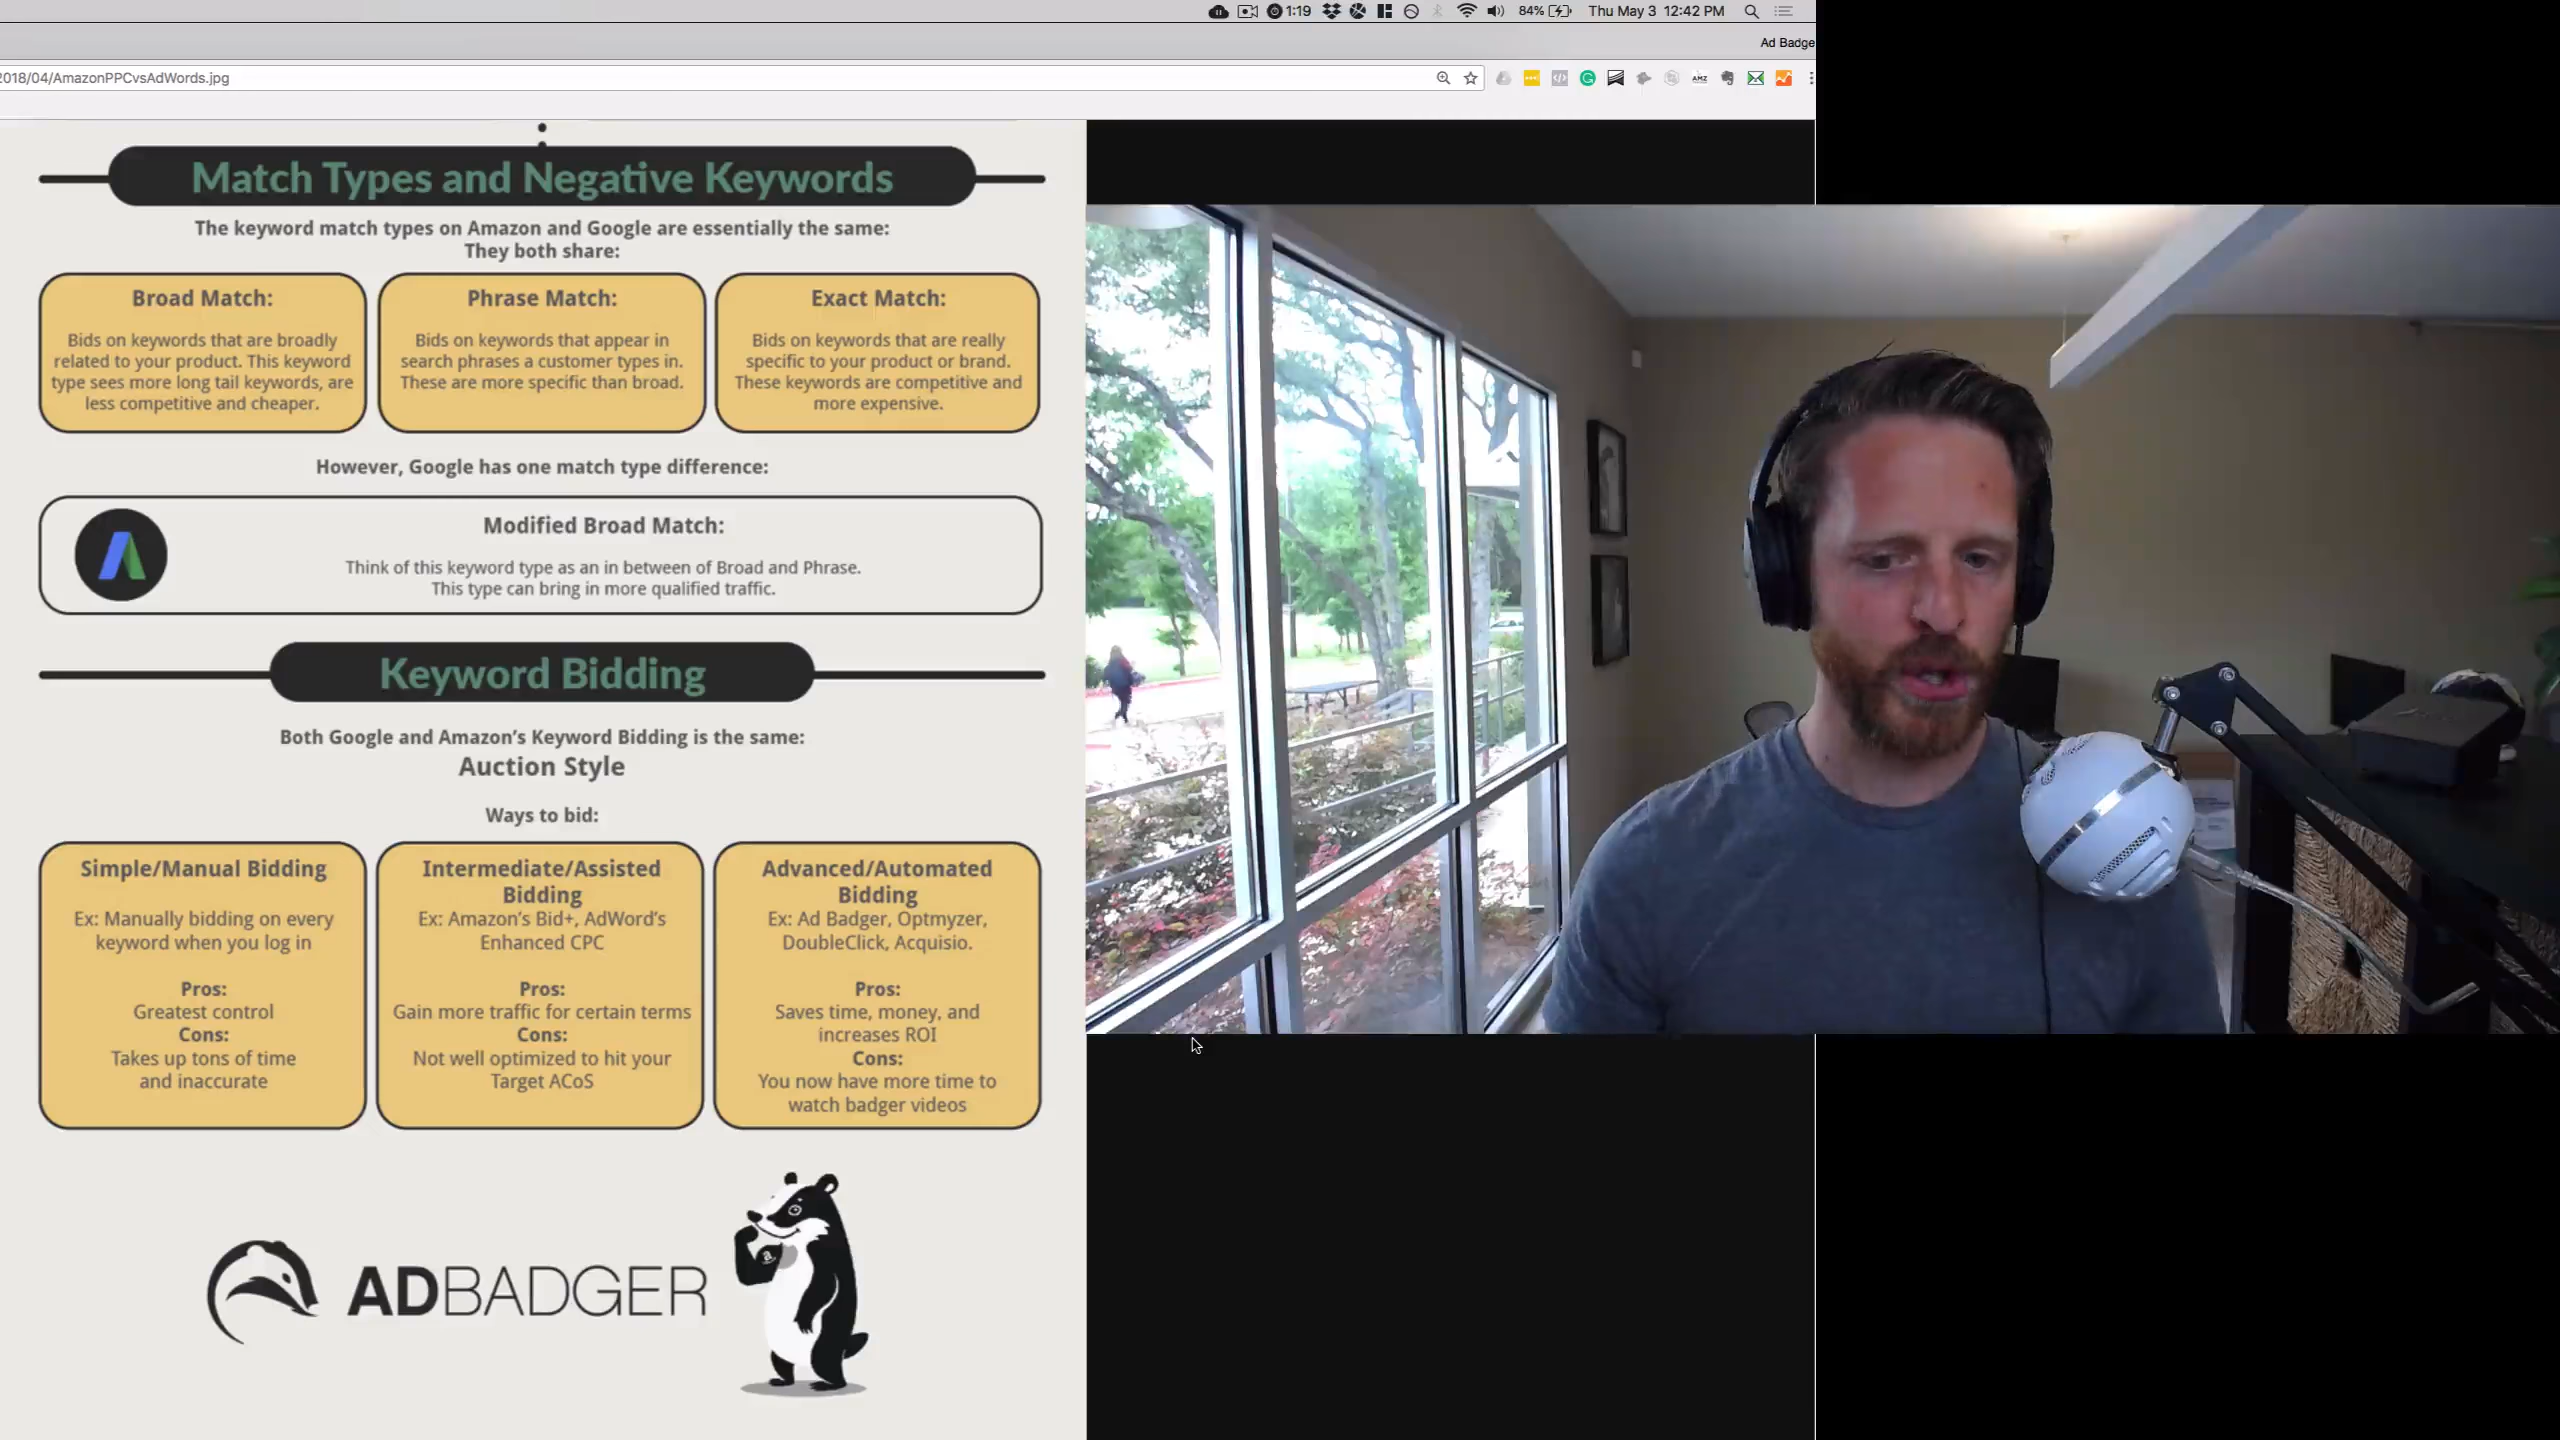 1:19
84%
Thu May 3 12:42 PM
Ad Badge
2018/04/AmazonPPCvsAdWords.jpg
AMZ
Match Types and Negative Keywords
The keyword match types on Amazon and Google are essentially the same:
They both share:
Broad Match:
Bids on keywords that are broadly
related to your product. This keyword
type sees more long tail keywords, are
less competitive and cheaper.
Phrase Match:
Bids on keywords that appear in
search phrases a customer types in.
These are more specific than broad.
Exact Match:
Bids on keywords that are really
specific to your product or brand.
These keywords are competitive and
more expensive.
However, Google has one match type difference:
Modified Broad Match:
Think of this keyword type as an in between of Broad and Phrase.
This type can bring in more qualified traffic.
Keyword Bidding
Both Google and Amazon's Keyword Bidding is the same:
Auction Style
Ways to bid:
Simple/Manual Bidding
Ex: Manually bidding on every
keyword when you log in
Pros:
Greatest control
Cons:
Takes up tons of time
and inaccurate
Intermediate/Assisted
Bidding
Ex: Amazon's Bid+, AdWord's
Enhanced CPC
Pros:
Gain more traffic for certain terms
Cons:
Not well optimized to hit your
Target ACoS
Advanced/Automated
Bidding
Ex: Ad Badger, Optmyzer,
DoubleClick, Acquisio.
Pros:
Saves time, money, and
increases ROI
Cons:
You now have more time to
watch badger videos
ADBADGER